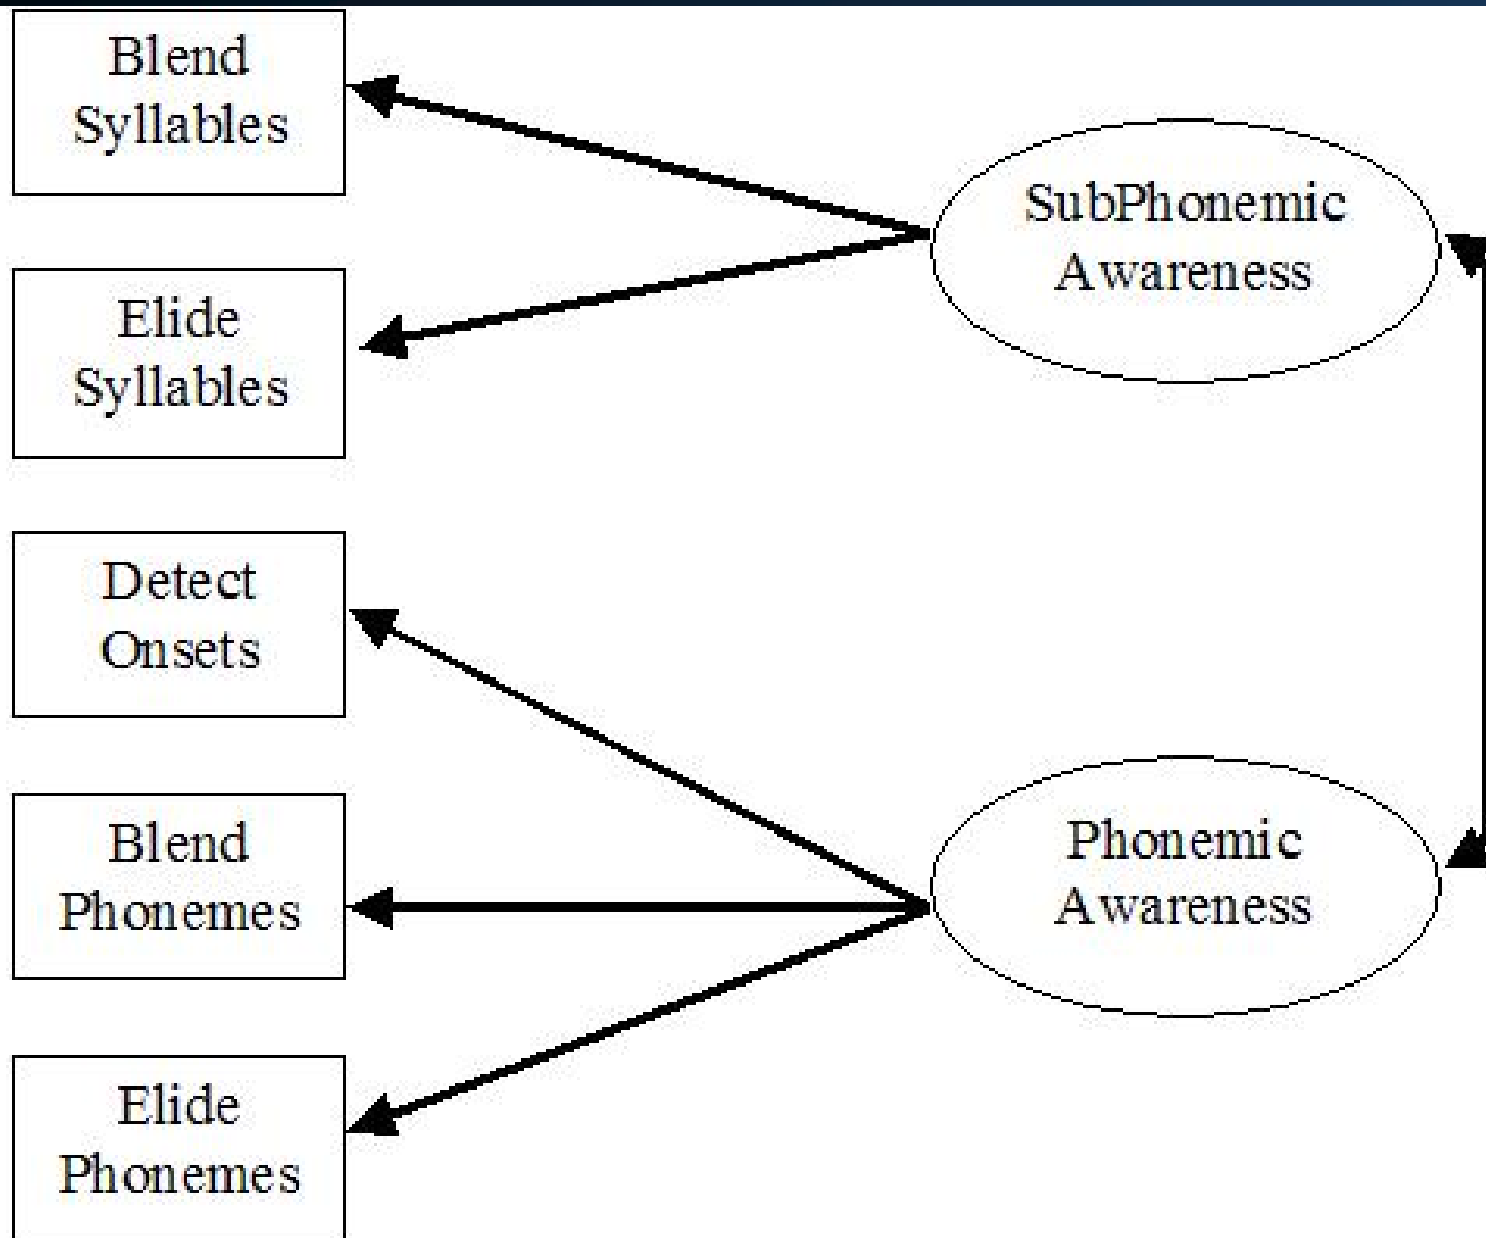 Blend
Syllables
SubPhonemic
Awareness
Elide
Syllables
Detect
Onsets
Blend
Phonemes
Phonemic
Awareness
Elide
Phonemes